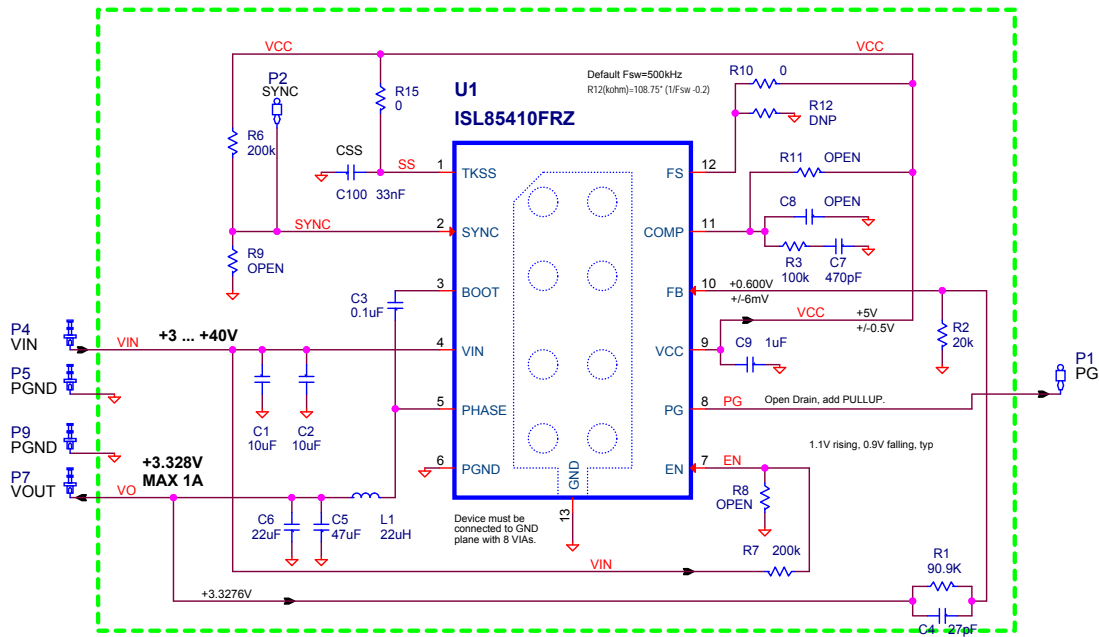 VCC
VCC
P2
SYNC
R15
0
U1
ISL85410FRZ
Default Fsw=500kHz
R12(kohm)=108.75* (1/Fsw -0.2)
R10 0
R12
DNP
R6
200k
CSS
SS
C100 33nF
1
TKSS
FS
12
R11 OPEN
C8
OPEN
SYNC
2
SYNC
COMP
11
R9
OPEN
R3
100k
C7
470pF
C3
0.1uF
3
BOOT
FB
10
+0.600V
+/-6mV
VCC
+5V
+/-0.5V
R2
20k
P4
VIN
VIN
+3 ... +40V
4
VIN
VCC
9
C9 1uF
P5
PGND
P1
PG
C1
10uF
C2
10uF
5
PHASE
PG
8
PG
Open Drain, add PULLUP.
P9
PGND
1.1V rising, 0.9V falling, typ
6
PGND
GND
EN
7
EN
P7
VOUT
VO
+3.328V
MAX 1A
C6
22uF
C5
47uF
L1
22uH
Device must be
connected to GND
plane with 8 VIAs.
13
R8
OPEN
VIN
R7 200k
R1
90.9K
+3.3276V
C4 27pF